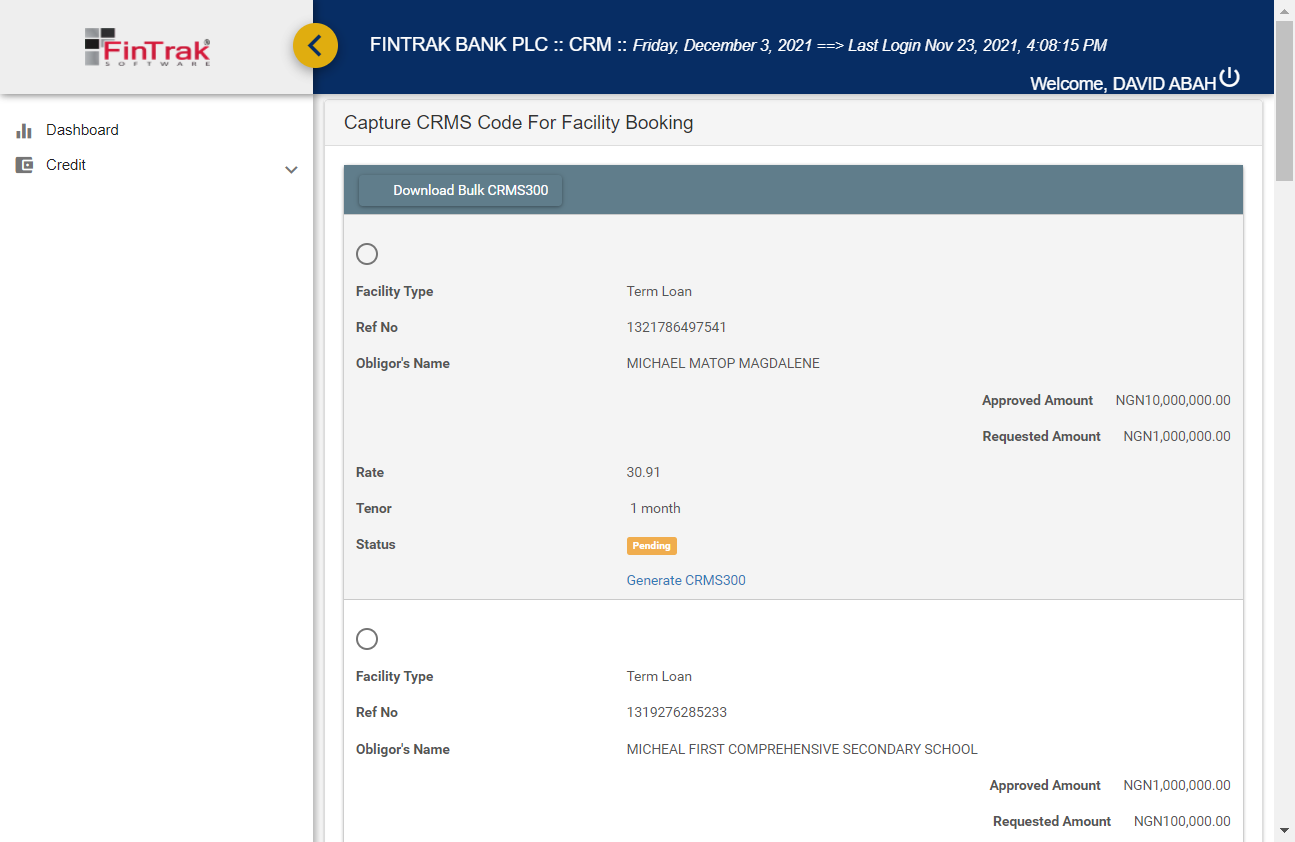 FinTrak®
SOFTWARE
FINTRAK BANK PLC :: CRM :: Friday, December 3, 2021 ==> Last Login Nov 23, 2021, 4:08:15 PM
Welcome, DAVID ABAH
Dashboard
Credit
Capture CRMS Code For Facility Booking
Download Bulk CRMS300
Facility Type Term Loan
Ref No 1321786497541
Obligor's Name MICHAEL MATOP MAGDALENE
Approved Amount NGN10,000,000.00
Requested Amount NGN1,000,000.00
Rate 30.91
Tenor 1 month
Status Pending
Generate CRMS300
Facility Type Term Loan
Ref No 1319276285233
Obligor's Name MICHEAL FIRST COMPREHENSIVE SECONDARY SCHOOL
Approved Amount NGN1,000,000.00
Requested Amount NGN100,000.00